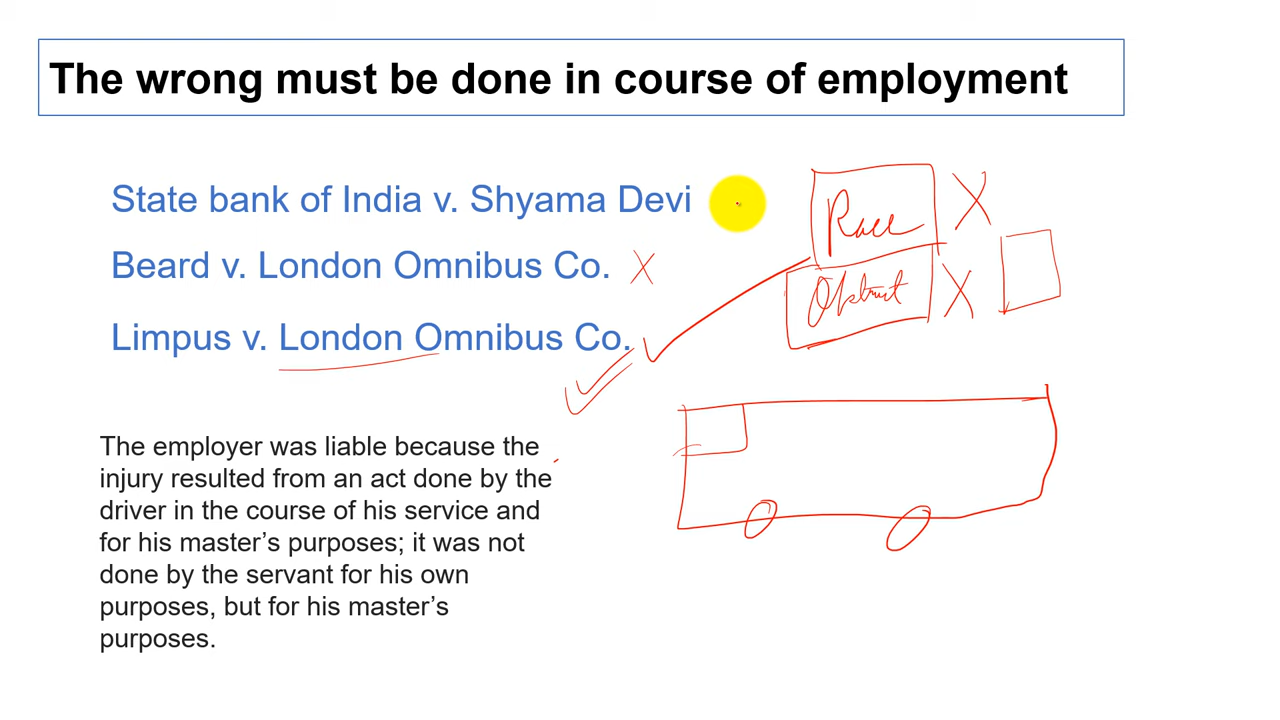 The wrong must be done in course of employment
State bank of India v. Shyama Devi
Race X
Beard v. London Omnibus Co. X
Obstruct X
Limpus v. London Omnibus Co.
The employer was liable because the
injury resulted from an act done by the
driver in the course of his service and
for his master’s purposes; it was not
done by the servant for his own
purposes, but for his master’s
purposes.